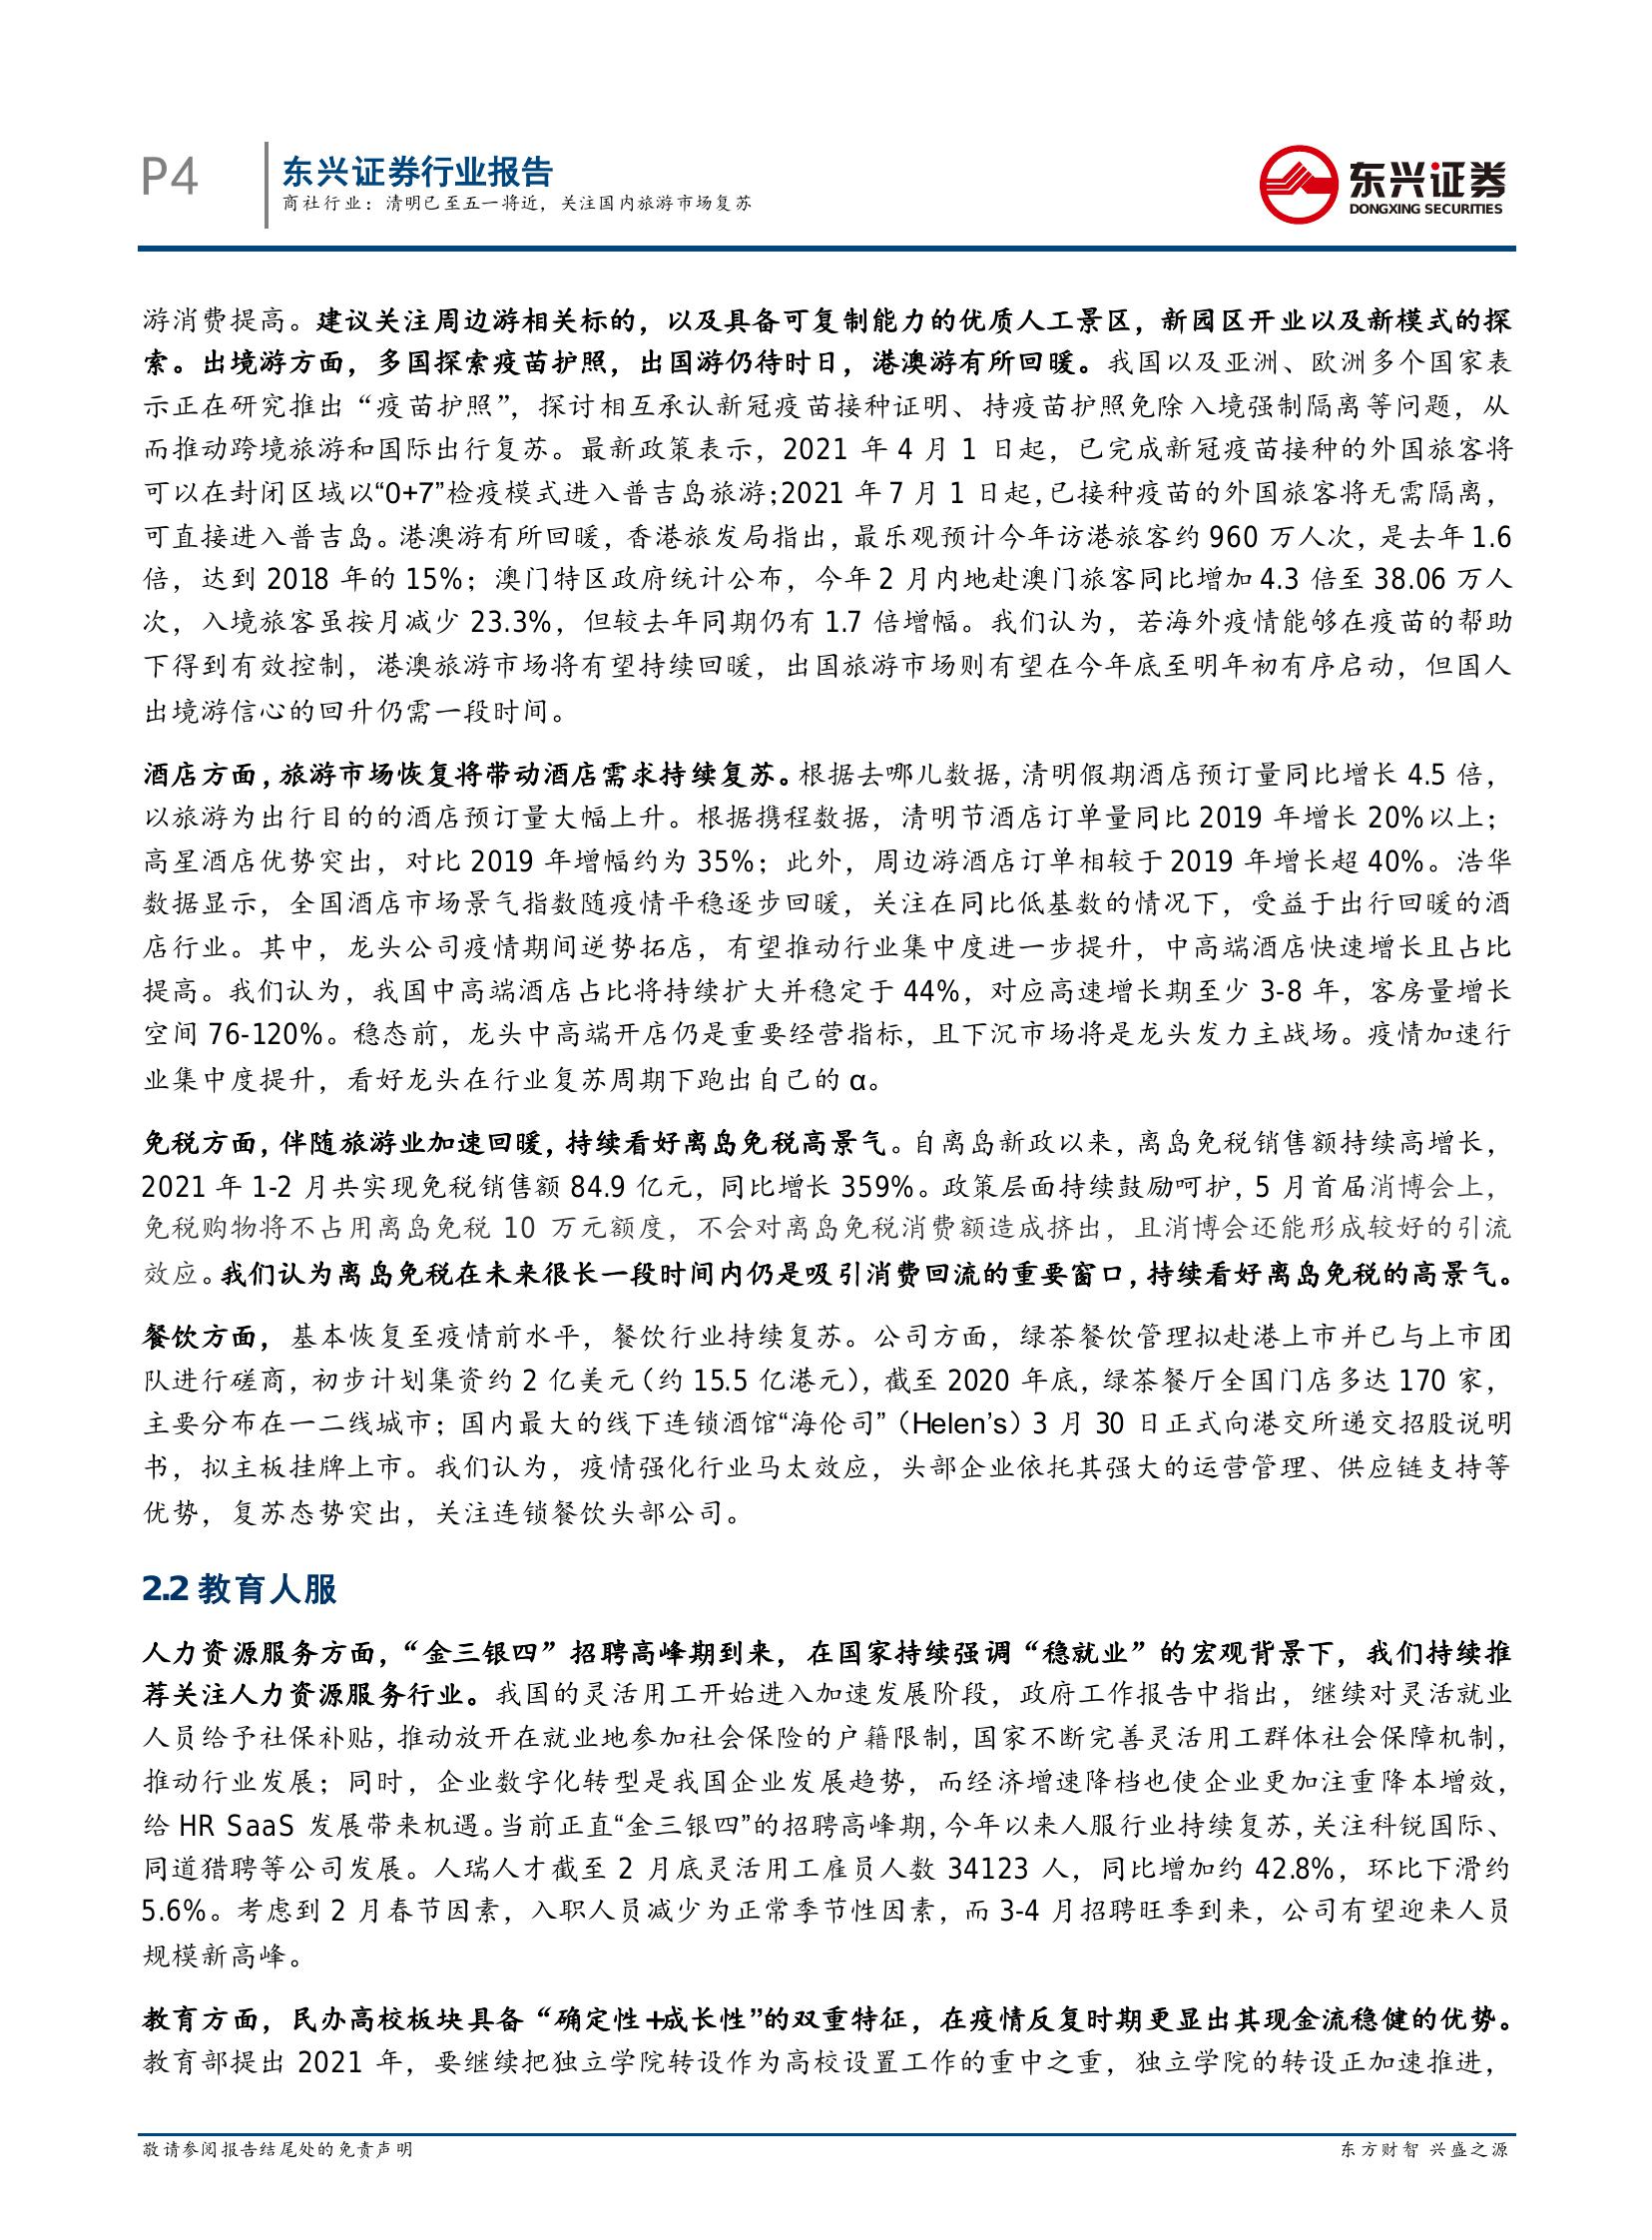 P4
东兴证券行业报告
商社行业：清明已至五一将近，关注国内旅游市场复苏
东兴证券
DONGXING SECURITIES
游消费提高。建议关注周边游相关标的，以及具备可复制能力的优质人工景区，新园区开业以及新模式的探
索。出境游方面，多国探索疫苗护照，出国游仍待时日，港澳游有所回暖。我国以及亚洲、欧洲多个国家表
示正在研究推出“疫苗护照”，探讨相互承认新冠疫苗接种证明、持疫苗护照免除入境强制隔离等问题，从
而推动跨境旅游和国际出行复苏。最新政策表示，2021 年 4 月 1 日起，已完成新冠疫苗接种的外国旅客将
可以在封闭区域以“0+7”检疫模式进入普吉岛旅游；2021 年 7 月 1 日起，已接种疫苗的外国旅客将无需隔离，
可直接进入普吉岛。港澳游有所回暖，香港旅发局指出，最乐观预计今年访港旅客约 960 万人次，是去年 1.6
倍，达到 2018 年的 15%；澳门特区政府统计公布，今年 2 月内地赴澳门旅客同比增加 4.3 倍至 38.06 万人
次，入境旅客虽按月减少 23.3%，但较去年同期仍有 1.7 倍增幅。我们认为，若海外疫情能够在疫苗的帮助
下得到有效控制，港澳旅游市场将有望持续回暖，出国旅游市场则有望在今年底至明年初有序启动，但国人
出境游信心的回升仍需一段时间。
酒店方面，旅游市场恢复将带动酒店需求持续复苏。根据去哪儿数据，清明假期酒店预订量同比增长 4.5 倍，
以旅游为出行目的的酒店预订量大幅上升。根据携程数据，清明节酒店订单量同比 2019 年增长 20%以上；
高星酒店优势突出，对比 2019 年增幅约为 35%；此外，周边游酒店订单相较于 2019 年增长超 40%。浩华
数据显示，全国酒店市场景气指数随疫情平稳逐步回暖，关注在同比低基数的情况下，受益于出行回暖的酒
店行业。其中，龙头公司疫情期间逆势拓店，有望推动行业集中度进一步提升，中高端酒店快速增长且占比
提高。我们认为，我国中高端酒店占比将持续扩大并稳定于 44%，对应高速增长期至少 3-8 年，客房量增长
空间 76-120%。稳态前，龙头中高端开店仍是重要经营指标，且下沉市场将是龙头发力主战场。疫情加速行
业集中度提升，看好龙头在行业复苏周期下跑出自己的 α。
免税方面，伴随旅游业加速回暖，持续看好离岛免税高景气。自离岛新政以来，离岛免税销售额持续高增长，
2021 年 1-2 月共实现免税销售额 84.9 亿元，同比增长 359%。政策层面持续鼓励呵护，5 月首届消博会上，
免税购物将不占用离岛免税 10 万元额度，不会对离岛免税消费额造成挤出，且消博会还能形成较好的引流
效应。我们认为离岛免税在未来很长一段时间内仍是吸引消费回流的重要窗口，持续看好离岛免税的高景气。
餐饮方面，基本恢复至疫情前水平，餐饮行业持续复苏。公司方面，绿茶餐饮管理拟赴港上市并已与上市团
队进行磋商，初步计划集资约 2 亿美元（约 15.5 亿港元），截至 2020 年底，绿茶餐厅全国门店多达 170 家，
主要分布在一二线城市；国内最大的线下连锁酒馆“海伦司”（Helen’s）3 月 30 日正式向港交所递交招股说明
书，拟主板挂牌上市。我们认为，疫情强化行业马太效应，头部企业依托其强大的运营管理、供应链支持等
优势，复苏态势突出，关注连锁餐饮头部公司。
2.2 教育人服
人力资源服务方面，“金三银四”招聘高峰期到来，在国家持续强调“稳就业”的宏观背景下，我们持续推
荐关注人力资源服务行业。我国的灵活用工开始进入加速发展阶段，政府工作报告中指出，继续对灵活就业
人员给予社保补贴，推动放开在就业地参加社会保险的户籍限制，国家不断完善灵活用工群体社会保障机制，
推动行业发展；同时，企业数字化转型是我国企业发展趋势，而经济增速降档也使企业更加注重降本增效，
给 HR SaaS 发展带来机遇。当前正直“金三银四”的招聘高峰期，今年以来人服行业持续复苏，关注科锐国际、
同道猎聘等公司发展。人瑞人才截至 2 月底灵活用工雇员人数 34123 人，同比增加约 42.8%，环比下滑约
5.6%。考虑到 2 月春节因素，入职人员减少为正常季节性因素，而 3-4 月招聘旺季到来，公司有望迎来人员
规模新高峰。
教育方面，民办高校板块具备“确定性+成长性”的双重特征，在疫情反复时期更显出其现金流稳健的优势。
教育部提出 2021 年，要继续把独立学院转设作为高校设置工作的重中之重，独立学院的转设正加速推进，
敬请参阅报告结尾处的免责声明
东方财智 兴盛之源